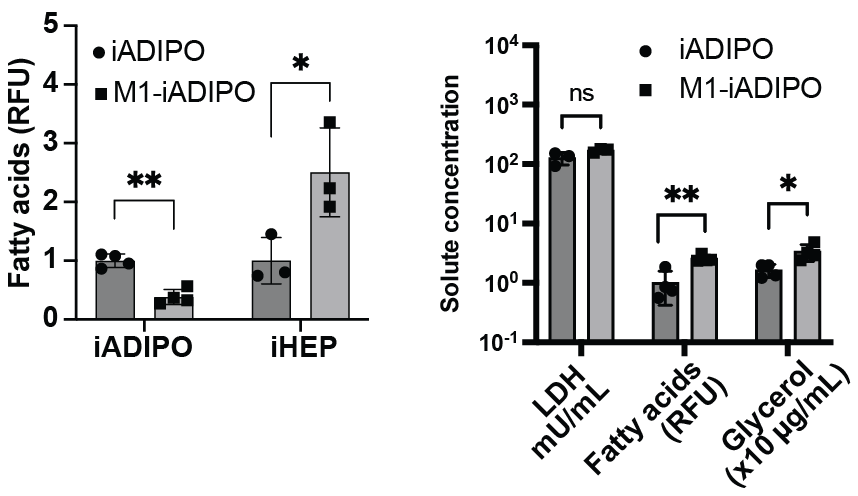 Fatty acids (RFU)
5
4
3
2
1
0
iADIPO
M1-iADIPO
**
*
iADIPO
iHEP
Solute concentration
10⁴
10³
10²
10¹
10⁰
10⁻¹
iADIPO
M1-iADIPO
ns
**
*
LDH
mU/mL
Fatty acids
(RFU)
Glycerol
(x10 µg/mL)